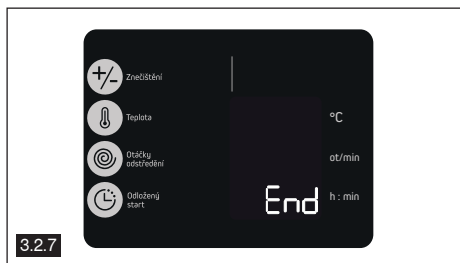 +/- Znečištění
Teplota
°C
Otáčky
odstředění
ot/min
Odložený
start
End
h : min
3.2.7